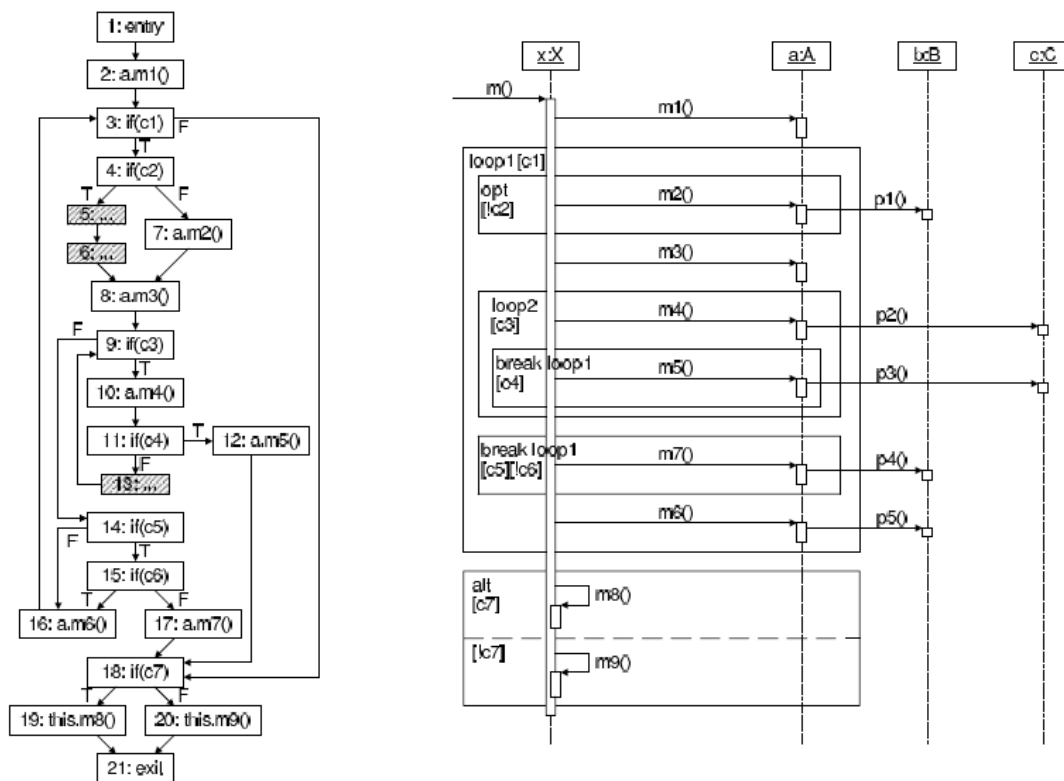 1: entry
2: a.m1()
3: if(c1)
F
T
4: if(c2)
T
F
5: ...
7: a.m2()
6: ...
8: a.m3()
F
9: if(c3)
T
10: a.m4()
11: if(c4)
T
12: a.m5()
F
13: ...
14: if(c5)
F
T
15: if(c6)
T
F
16: a.m6()
17: a.m7()
18: if(c7)
T
F
19: this.m8()
20: this.m9()
21: exit
x:X
a:A
b:B
c:C
m()
m1()
loop1 [c1]
opt
[!c2]
m2()
p1()
m3()
loop2
[c3]
m4()
p2()
break loop1
[c4]
m5()
p3()
break loop1
[c5][!c6]
m7()
p4()
m6()
p5()
alt
[c7]
m8()
[!c7]
m9()